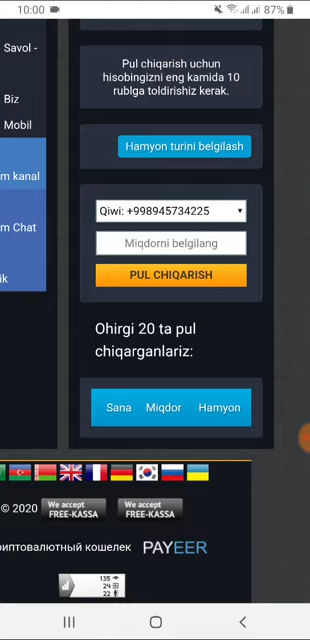 10:00
87%
Savol -
Biz
Mobil
m kanal
m Chat
ik
Pul chiqarish uchun
hisobingizni eng kamida 10
rublga toldirishiz kerak.
Hamyon turini belgilash
Qiwi: +998945734225
Miqdorni belgilang
PUL CHIQARISH
Ohirgi 20 ta pul
chiqarganlariz:
Sana Miqdor Hamyon
© 2020 We accept FREE-KASSA We accept FREE-KASSA
риптовалютный кошелек PAYEER
135
24
22